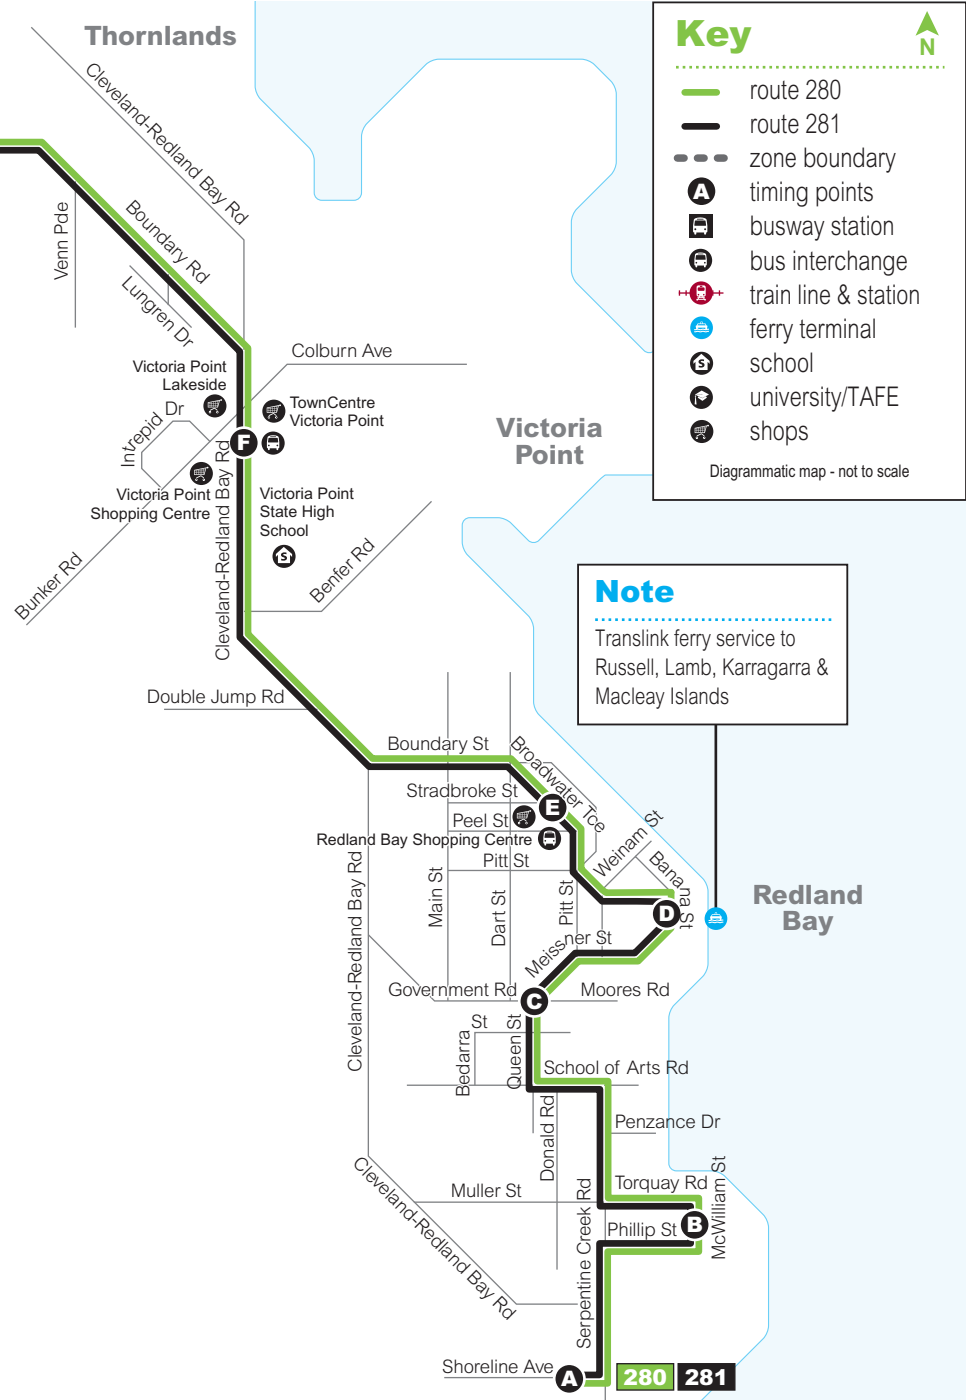 Thornlands
Cleveland-Redland Bay Rd
Key
N
route 280
route 281
zone boundary
A
timing points
busway station
bus interchange
train line & station
ferry terminal
S
school
university/TAFE
shops
Diagrammatic map - not to scale
Venn Pde
Boundary Rd
Lungren Dr
Colburn Ave
Victoria Point
Lakeside
Intrepid Dr
TownCentre
Victoria Point
F
Victoria Point
Shopping Centre
Cleveland-Redland Bay Rd
Victoria Point
State High
School
S
Bunker Rd
Benfer Rd
Victoria
Point
Note
Translink ferry service to
Russell, Lamb, Karragarra &
Macleay Islands
Double Jump Rd
Boundary St
Broadwater Tce
Stradbroke St
E
Peel St
Redland Bay Shopping Centre
Pitt St
Weinam St
Banana St
Main St
Dart St
Pitt St
D
Redland
Bay
Cleveland-Redland Bay Rd
Meissner St
Government Rd
C
Moores Rd
Bedarra St
Queen St
School of Arts Rd
Donald Rd
Penzance Dr
Cleveland-Redland Bay Rd
Muller St
Torquay Rd
McWilliam St
Phillip St
B
Serpentine Creek Rd
Shoreline Ave
A
280
281